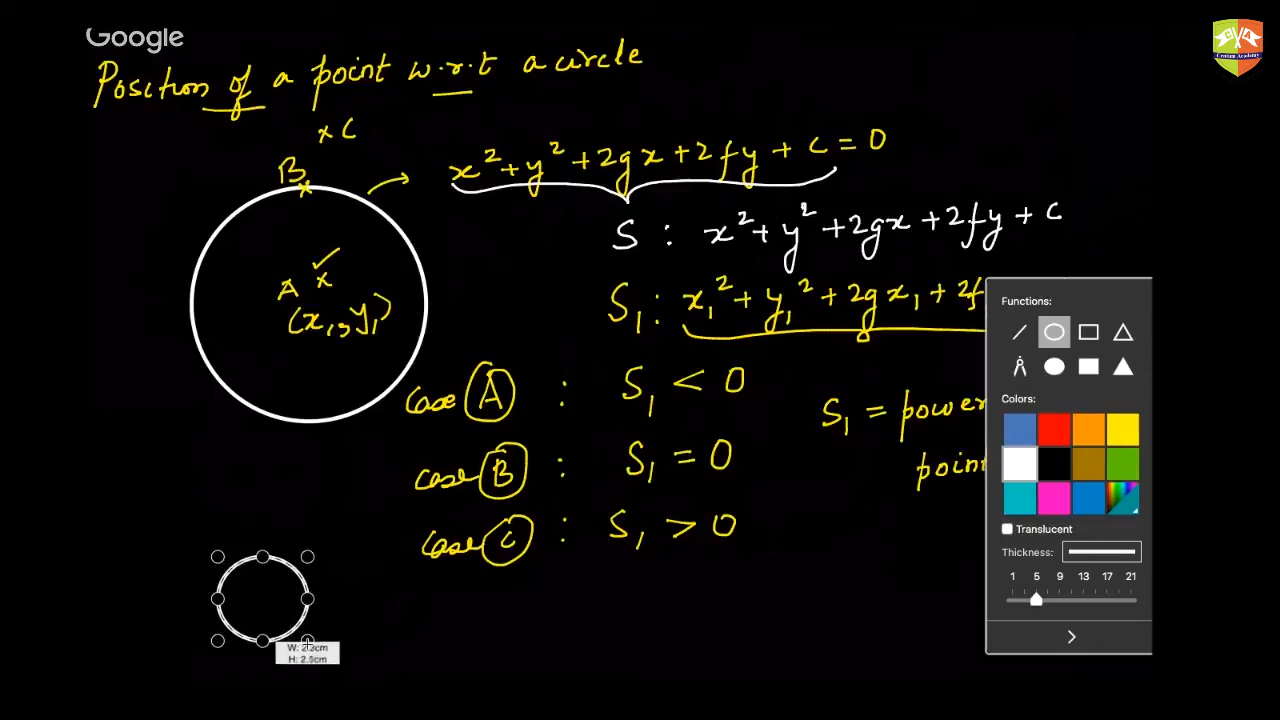 Google
Position of a point w.r.t a circle
x C
B
x
x² + y² + 2gx + 2fy + c = 0
S : x² + y² + 2gx + 2fy + c
A x
(x₁, y₁)
S₁ : x₁² + y₁² + 2gx₁ + 2f
case A : S₁ < 0
S₁ = power
case B : S₁ = 0
point
case C : S₁ > 0
Functions:
Colors:
Translucent
Thickness:
1 5 9 13 17 21
Centum Academy